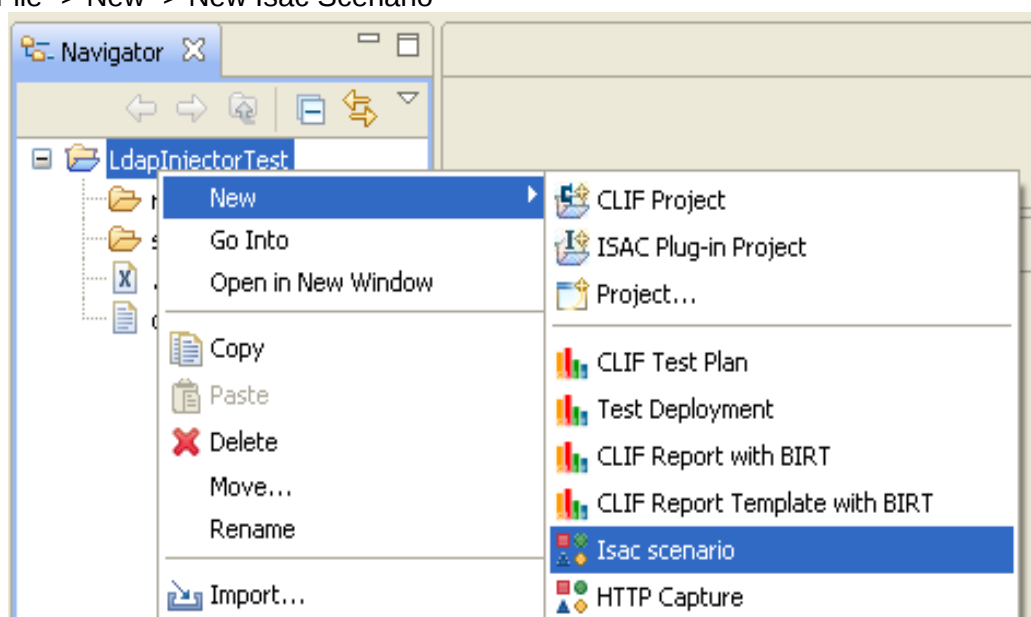 File -> New -> New Isac Scenario
Navigator
LdapInjectorTest
New
Go Into
Open in New Window
Copy
Paste
Delete
Move...
Rename
Import...
CLIF Project
ISAC Plug-in Project
Project...
CLIF Test Plan
Test Deployment
CLIF Report with BIRT
CLIF Report Template with BIRT
Isac scenario
HTTP Capture